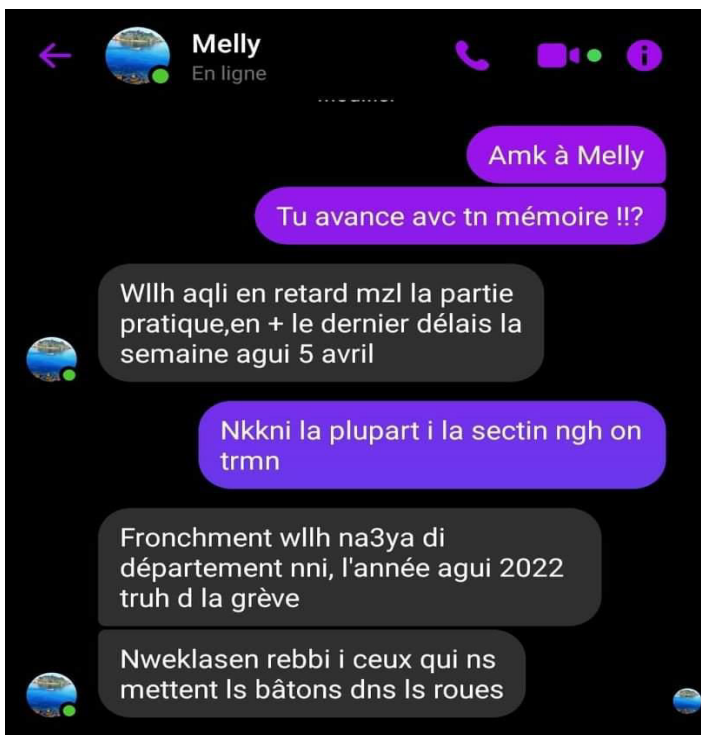 Melly
En ligne
Amk à Melly
Tu avance avc tn mémoire !!?
Wllh aqli en retard mzl la partie
pratique,en + le dernier délais la
semaine agui 5 avril
Nkkni la plupart i la sectin ngh on
trmn
Fronchment wllh na3ya di
département nni, l'année agui 2022
truh d la grève
Nweklasen rebbi i ceux qui ns
mettent ls bâtons dns ls roues